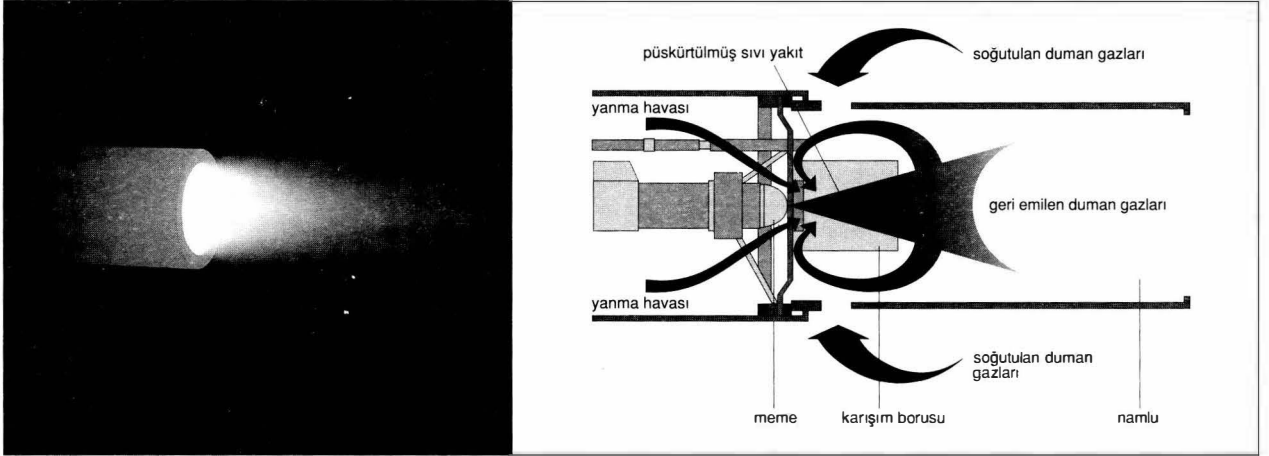 püskürtülmüş sıvı yakıt
soğutulan duman gazları
yanma havası
geri emilen duman gazları
yanma havası
soğutulan duman
gazları
meme
karışım borusu
namlu